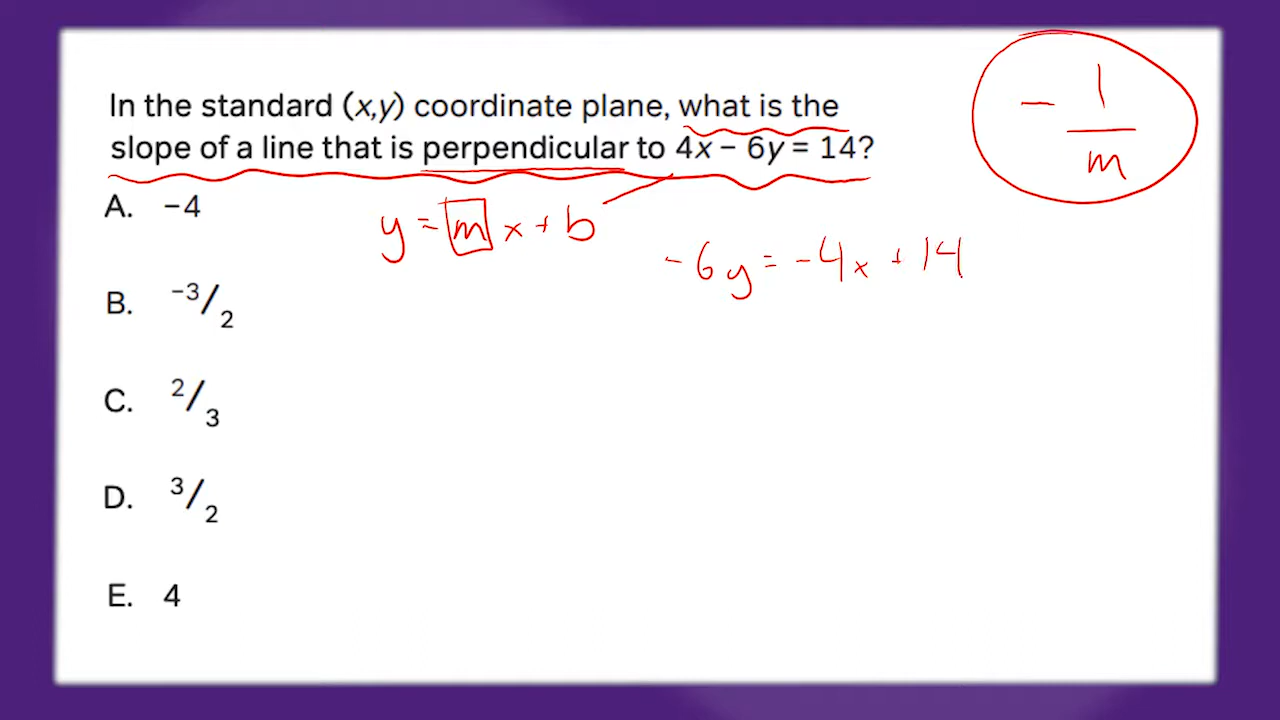 In the standard (x,y) coordinate plane, what is the
slope of a line that is perpendicular to 4x − 6y = 14?
- 1/m
A. −4
y = m x + b
-6y = -4x + 14
B. −3/2
C. 2/3
D. 3/2
E. 4